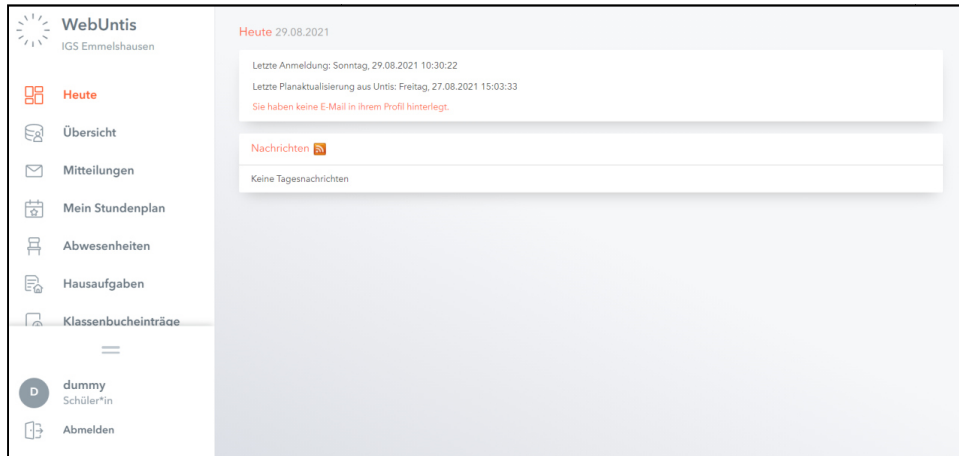 WebUntis
IGS Emmelshausen
Heute
Übersicht
Mitteilungen
Mein Stundenplan
Abwesenheiten
Hausaufgaben
Klassenbucheinträge
D
dummy
Schüler*in
Abmelden
Heute 29.08.2021
Letzte Anmeldung: Sonntag, 29.08.2021 10:30:22
Letzte Planaktualisierung aus Untis: Freitag, 27.08.2021 15:03:33
Sie haben keine E-Mail in ihrem Profil hinterlegt.
Nachrichten
Keine Tagesnachrichten